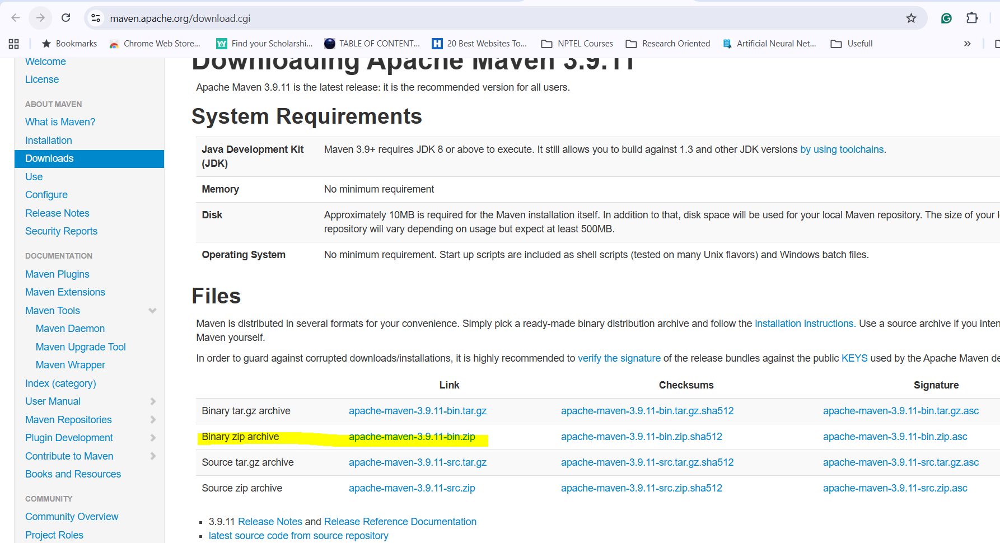 maven.apache.org/download.cgi
Bookmarks
Chrome Web Store...
Find your Scholarshi...
TABLE OF CONTENT...
H
20 Best Websites To...
NPTEL Courses
Research Oriented
Artificial Neural Net...
Usefull
Welcome
License
ABOUT MAVEN
What is Maven?
Installation
Downloads
Use
Configure
Release Notes
Security Reports
DOCUMENTATION
Maven Plugins
Maven Extensions
Maven Tools
Maven Daemon
Maven Upgrade Tool
Maven Wrapper
Index (category)
User Manual
Maven Repositories
Plugin Development
Contribute to Maven
Books and Resources
COMMUNITY
Community Overview
Project Roles
Downloading Apache Maven 3.9.11
Apache Maven 3.9.11 is the latest release: it is the recommended version for all users.
System Requirements
Java Development Kit Maven 3.9+ requires JDK 8 or above to execute. It still allows you to build against 1.3 and other JDK versions by using toolchains.
(JDK)
Memory No minimum requirement
Disk Approximately 10MB is required for the Maven installation itself. In addition to that, disk space will be used for your local Maven repository. The size of your
repository will vary depending on usage but expect at least 500MB.
Operating System No minimum requirement. Start up scripts are included as shell scripts (tested on many Unix flavors) and Windows batch files.
Files
Maven is distributed in several formats for your convenience. Simply pick a ready-made binary distribution archive and follow the installation instructions. Use a source archive if you inten
Maven yourself.
In order to guard against corrupted downloads/installations, it is highly recommended to verify the signature of the release bundles against the public KEYS used by the Apache Maven de
Link Checksums Signature
Binary tar.gz archive apache-maven-3.9.11-bin.tar.gz apache-maven-3.9.11-bin.tar.gz.sha512 apache-maven-3.9.11-bin.tar.gz.asc
Binary zip archive apache-maven-3.9.11-bin.zip apache-maven-3.9.11-bin.zip.sha512 apache-maven-3.9.11-bin.zip.asc
Source tar.gz archive apache-maven-3.9.11-src.tar.gz apache-maven-3.9.11-src.tar.gz.sha512 apache-maven-3.9.11-src.tar.gz.asc
Source zip archive apache-maven-3.9.11-src.zip apache-maven-3.9.11-src.zip.sha512 apache-maven-3.9.11-src.zip.asc
3.9.11 Release Notes and Release Reference Documentation
latest source code from source repository